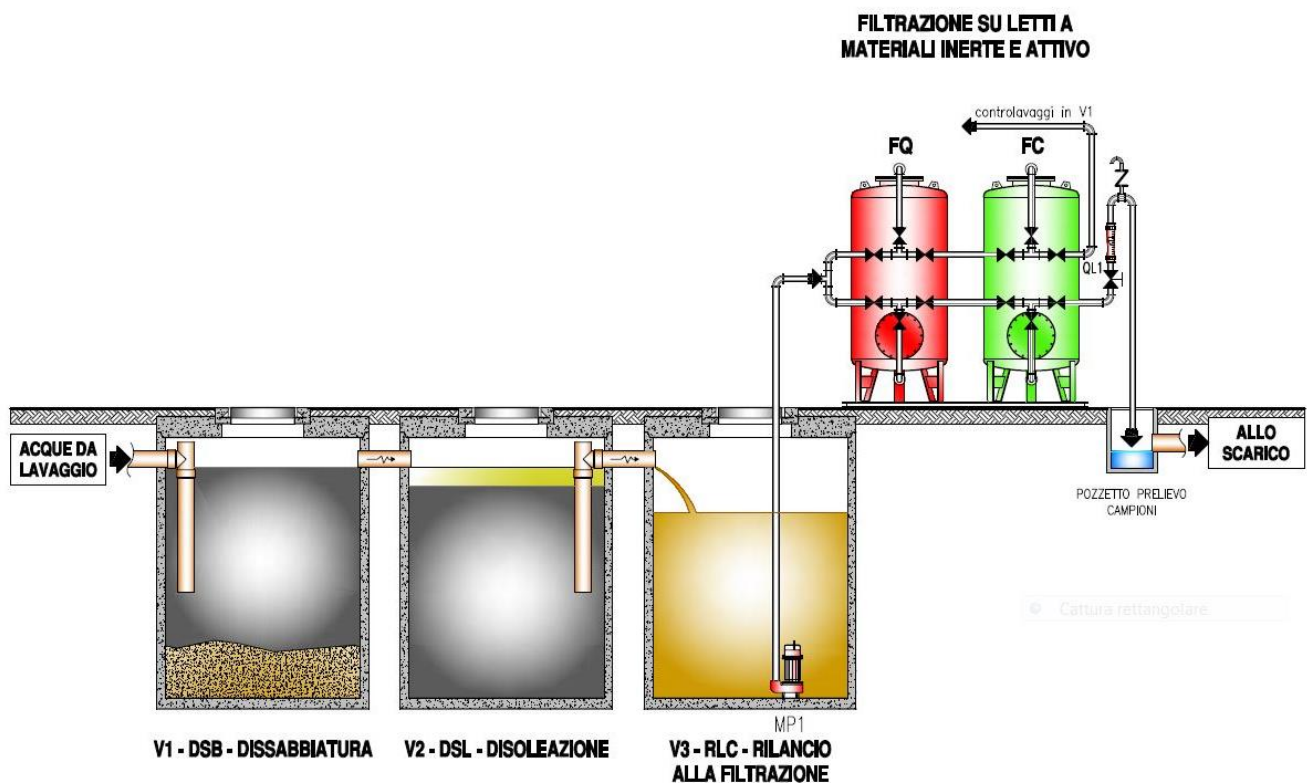 FILTRAZIONE SU LETTI A
MATERIALI INERTE E ATTIVO
controlavaggi in V1
FQ
FC
QL1
ACQUE DA
LAVAGGIO
ALLO
SCARICO
POZZETTO PRELIEVO
CAMPIONI
Cattura rettangolare
MP1
V1 - DSB - DISSABBIATURA
V2 - DSL - DISOLEAZIONE
V3 - RLC - RILANCIO
ALLA FILTRAZIONE